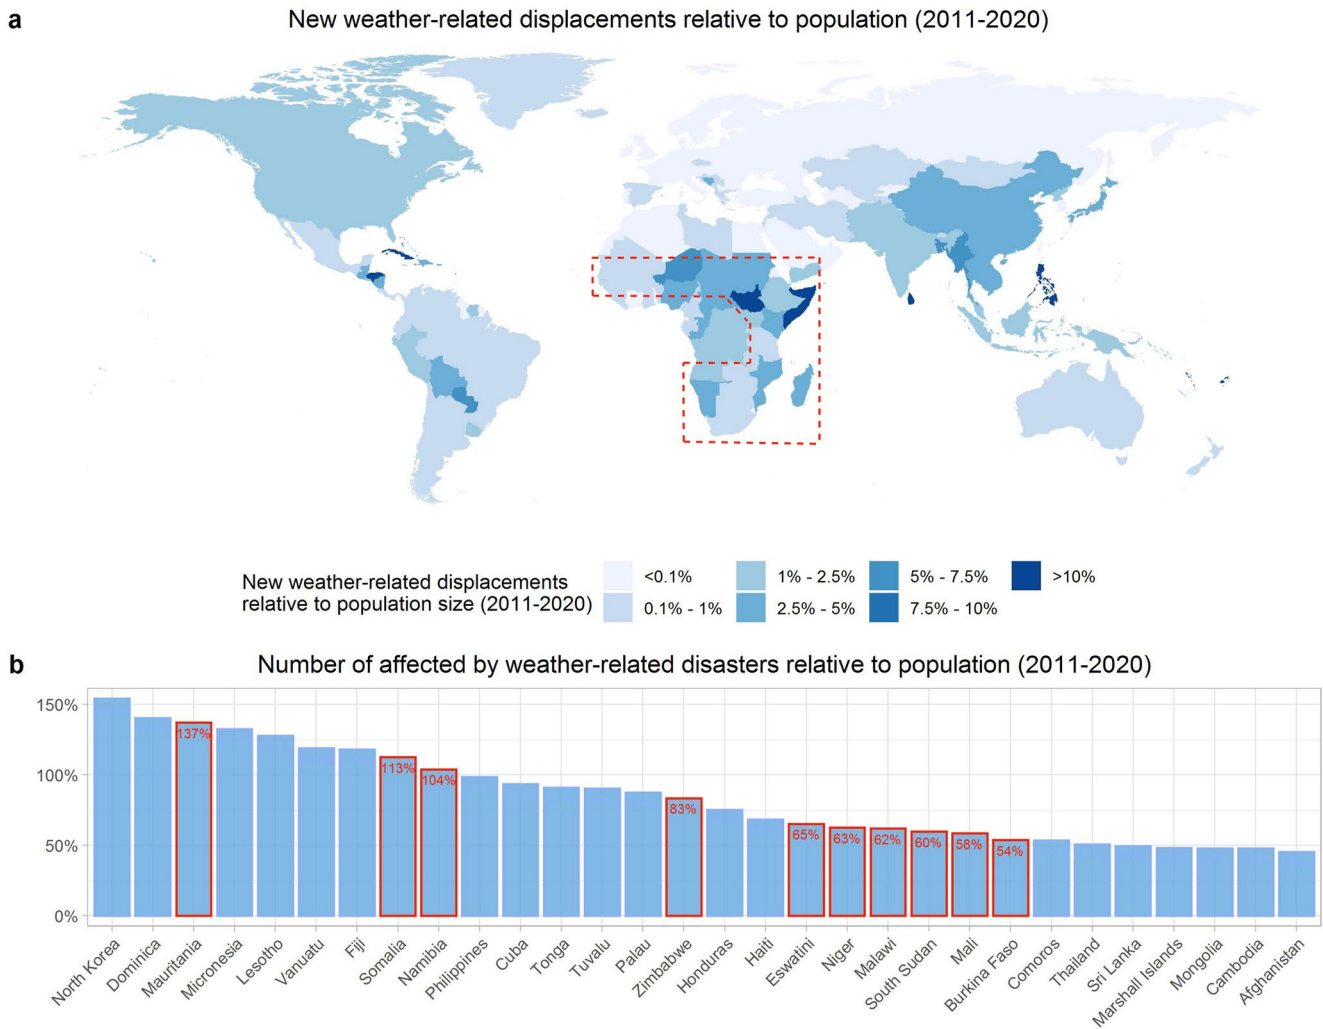 a
New weather-related displacements relative to population (2011-2020)
New weather-related displacements
relative to population size (2011-2020)
<0.1%
1% - 2.5%
5% - 7.5%
>10%
0.1% - 1%
2.5% - 5%
7.5% - 10%
b
Number of affected by weather-related disasters relative to population (2011-2020)
150%
100%
50%
0%
137%
113%
104%
83%
65%
63%
62%
60%
58%
54%
North Korea
Dominica
Mauritania
Micronesia
Lesotho
Vanuatu
Fiji
Somalia
Namibia
Philippines
Cuba
Tonga
Tuvalu
Palau
Zimbabwe
Honduras
Haiti
Eswatini
Niger
Malawi
South Sudan
Mali
Burkina Faso
Comoros
Thailand
Sri Lanka
Marshall Islands
Mongolia
Cambodia
Afghanistan